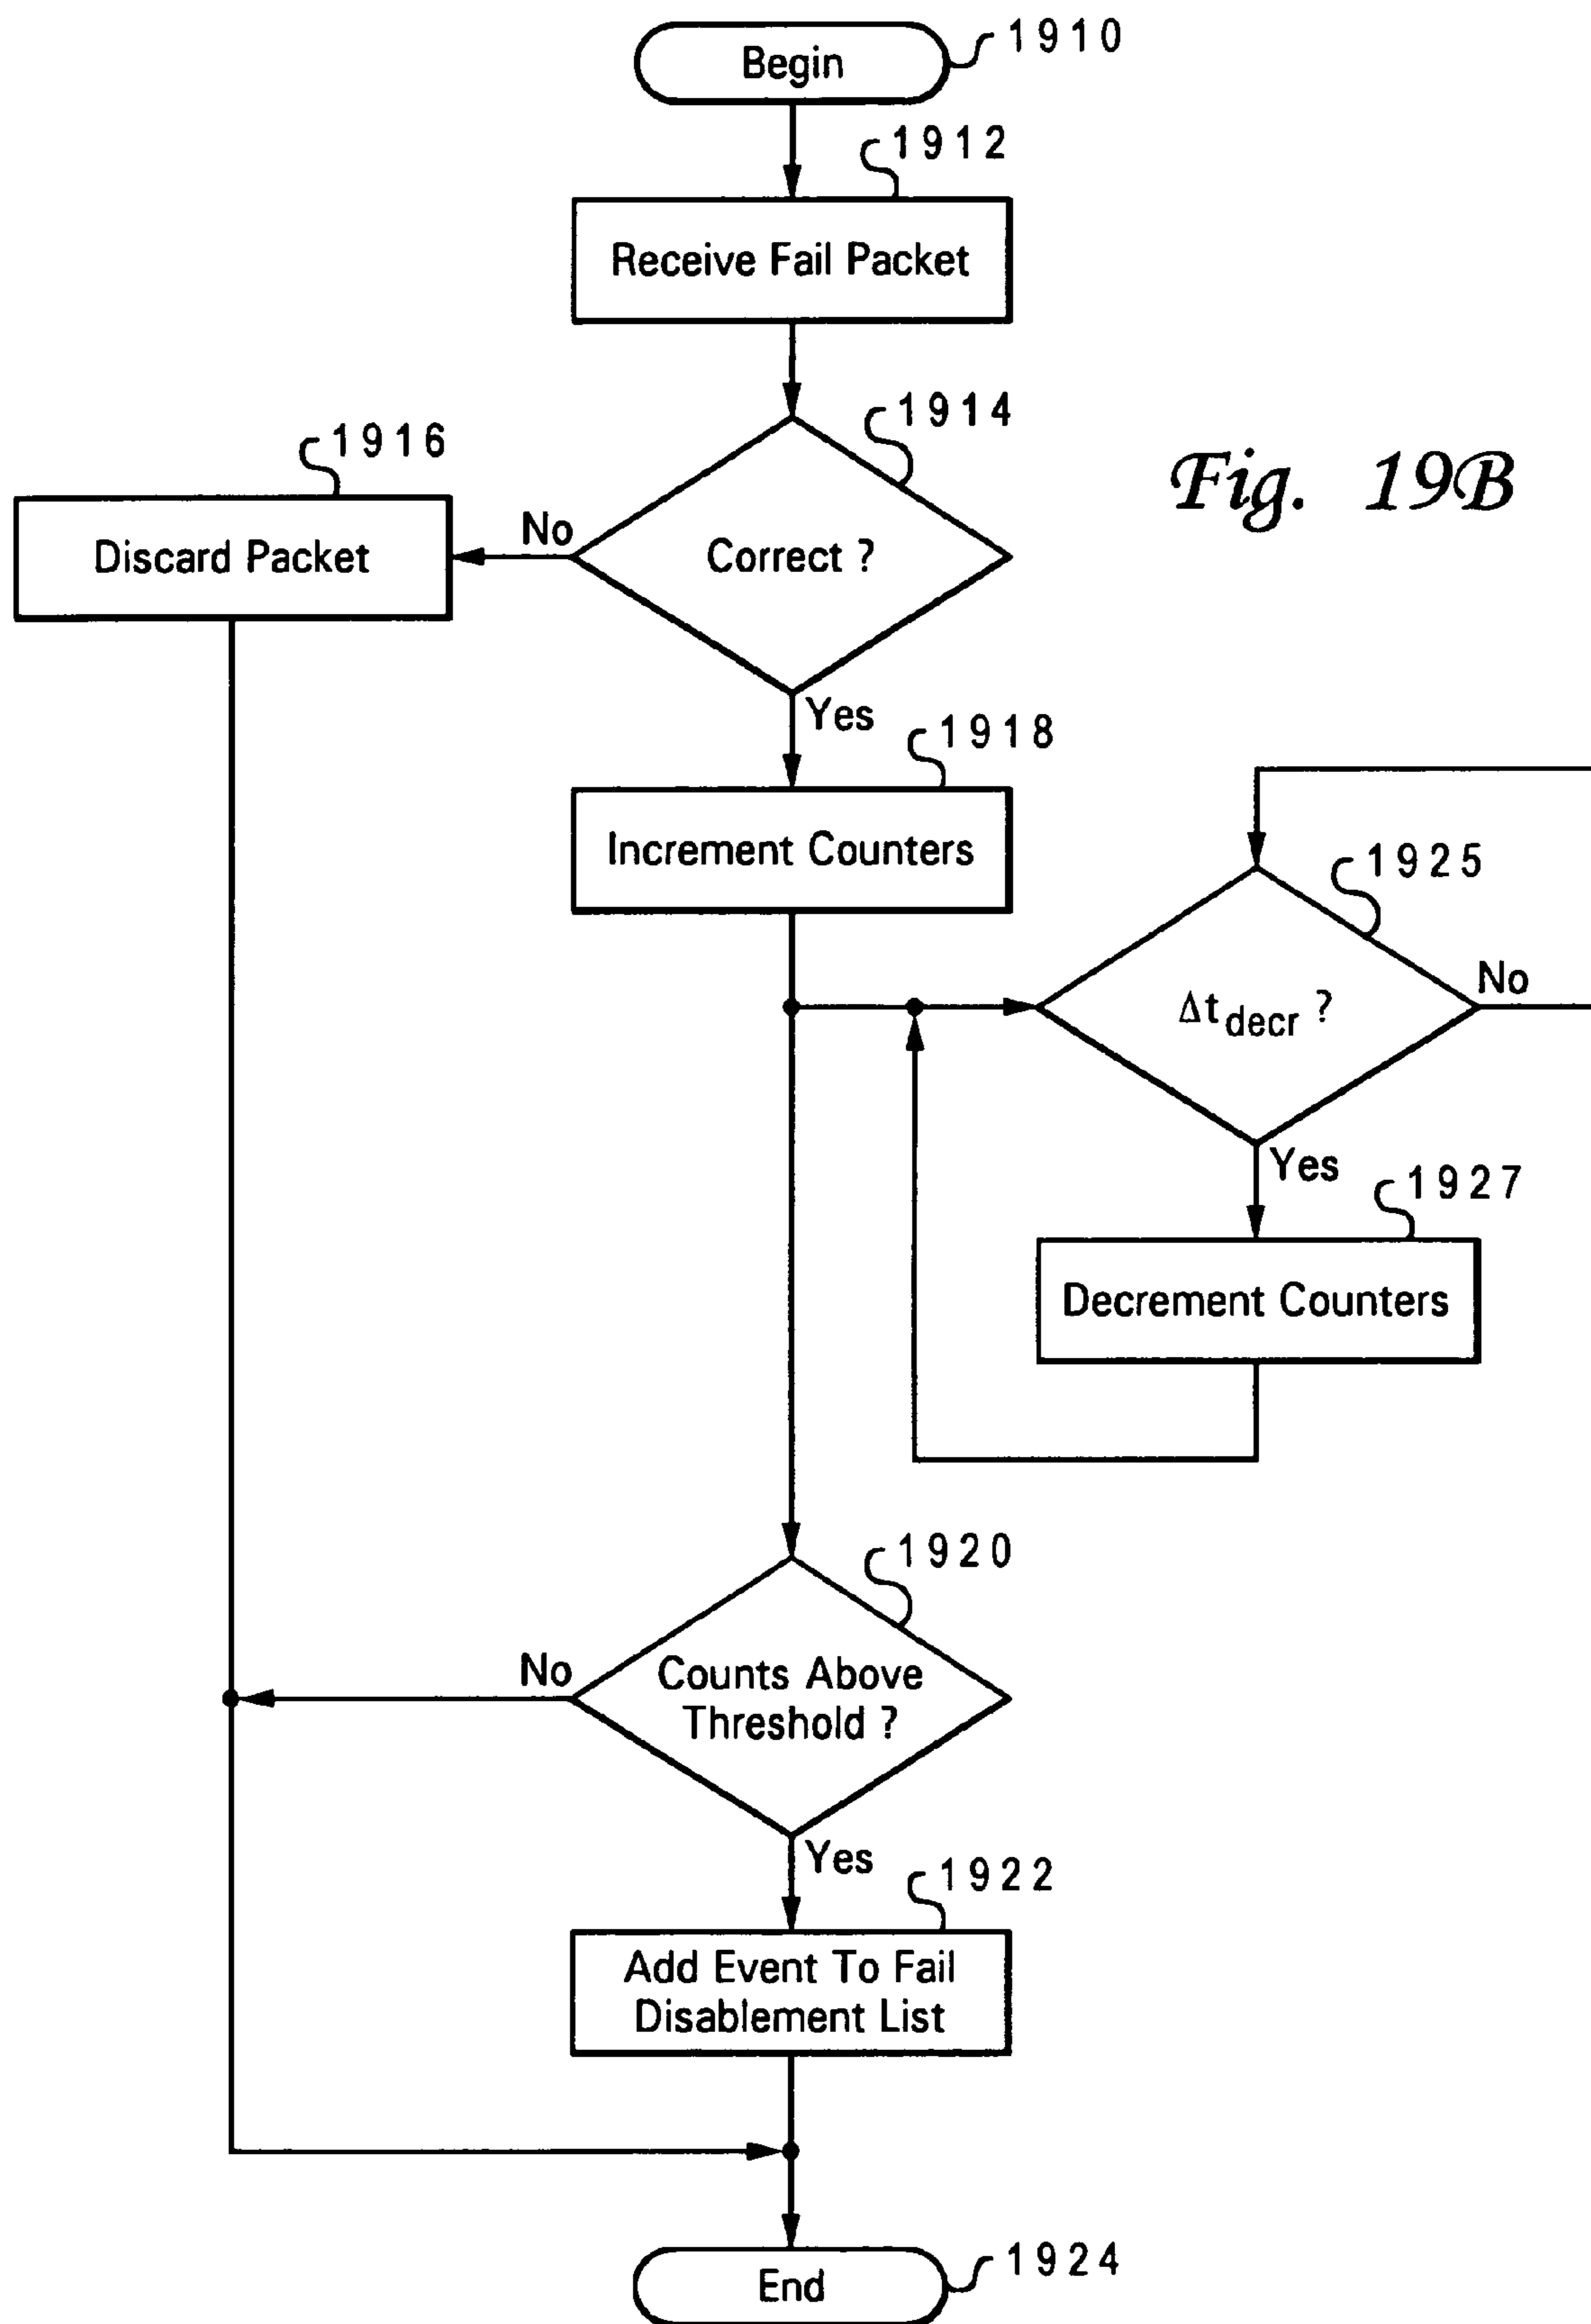 Begin
1910
1912
Receive Fail Packet
1914
1916
Fig. 19B
No
Discard Packet
Correct ?
Yes
1918
Increment Counters
1925
No
Δt_decr ?
Yes
1927
Decrement Counters
1920
No
Counts Above
Threshold ?
Yes
1922
Add Event To Fail
Disablement List
1924
End